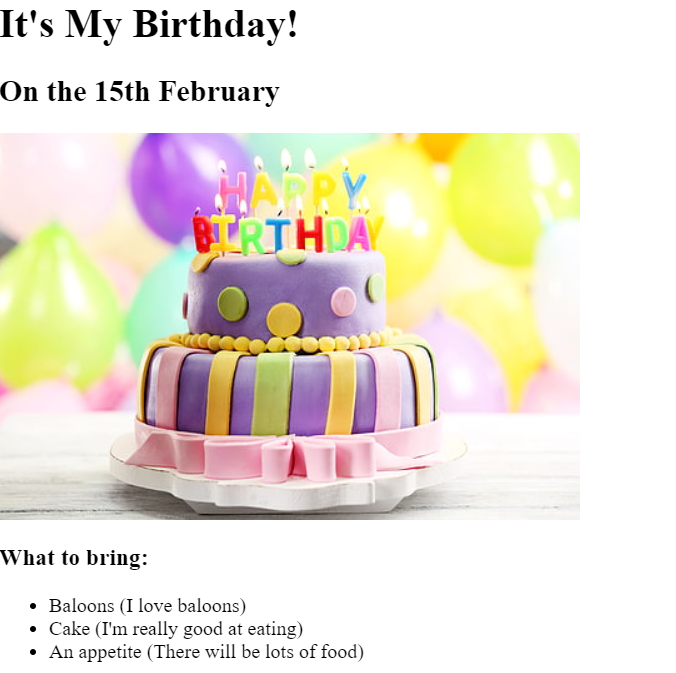 It's My Birthday!
On the 15th February
HAPPY
BIRTHDAY
What to bring:
Baloons (I love baloons)
Cake (I'm really good at eating)
An appetite (There will be lots of food)